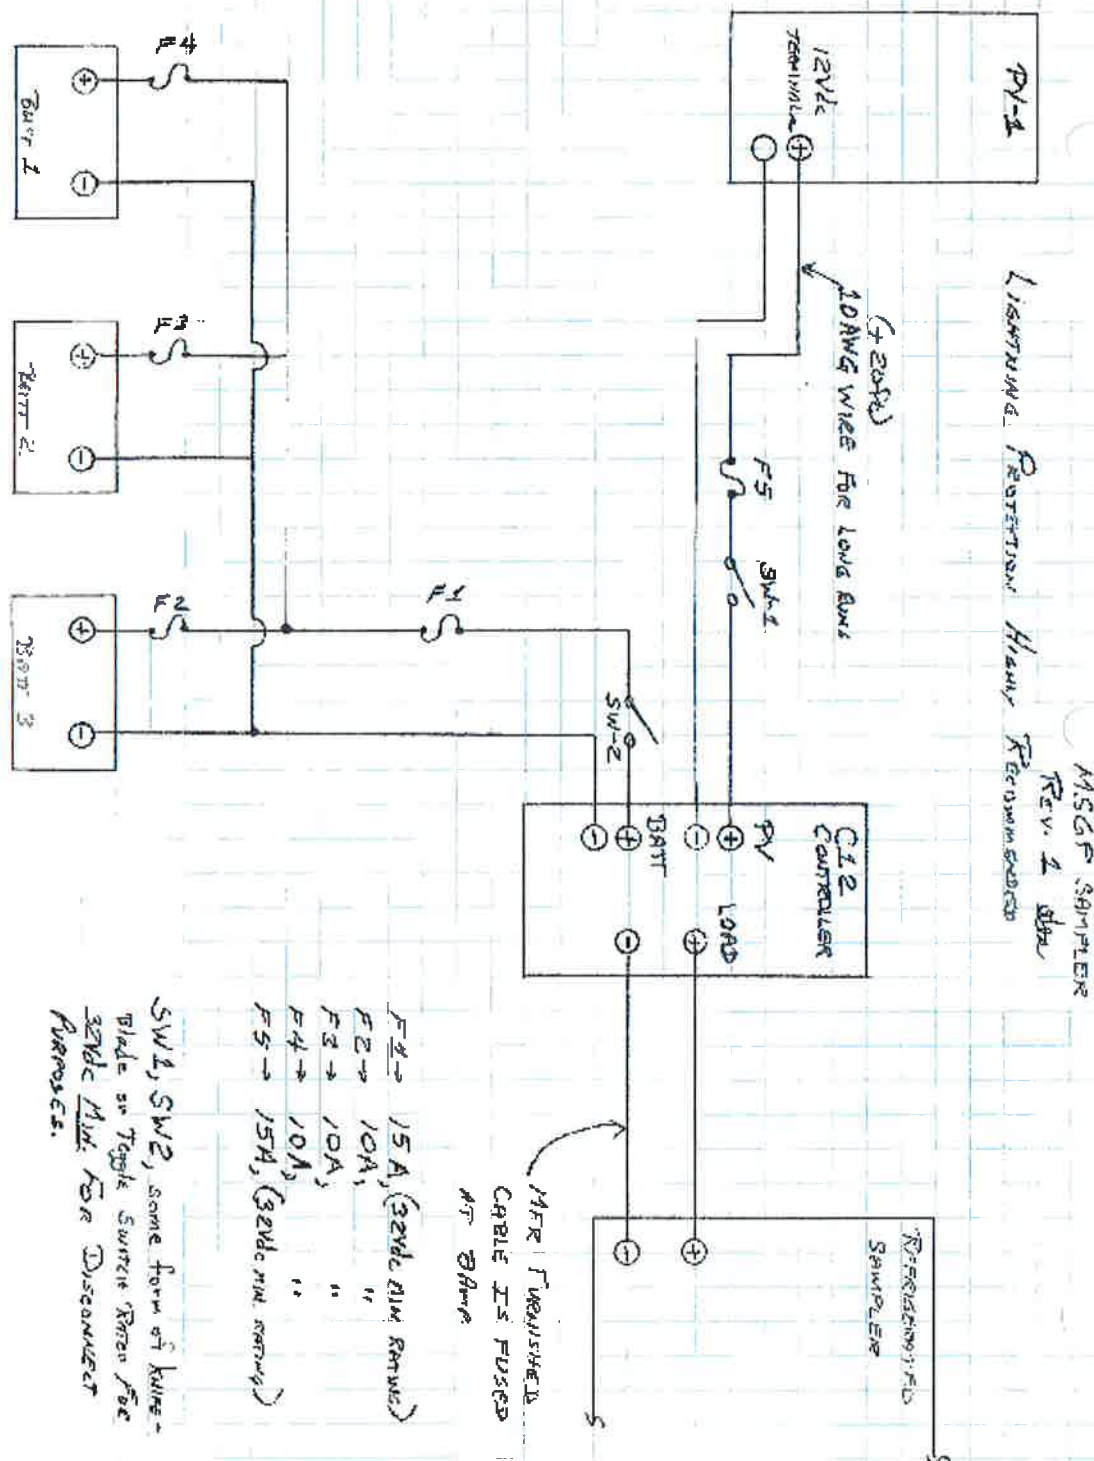 MSGF SAMPLER
REV. 1
LIGHTNING PROTECTION HIGHLY RECOMMENDED
PV-1
12Vdc
TERMINALS
+
(+ 20ft)
10AWG WIRE FOR LONG RUNS
F5
SW-1
C12
CONTROLLER
PV
+
-
LOAD
+
-
BATT
+
-
REFRIGERATED
SAMPLER
+
-
MFR FURNISHED
CABLE IS FUSED
AT 8Amp
SW-2
F1
F4
F3
F2
+
-
BATT 1
+
-
BATT 2
+
-
BATT 3
F1→ 15A, (32Vdc MIN RATING)
F2→ 10A, "
F3→ 10A, "
F4→ 10A, "
F5→ 15A, (32Vdc MIN. RATING)
SW1, SW2, some form of KNIFE-
Blade or Toggle SWITCH RATED FOR
32Vdc MIN. FOR DISCONNECT
PURPOSES.